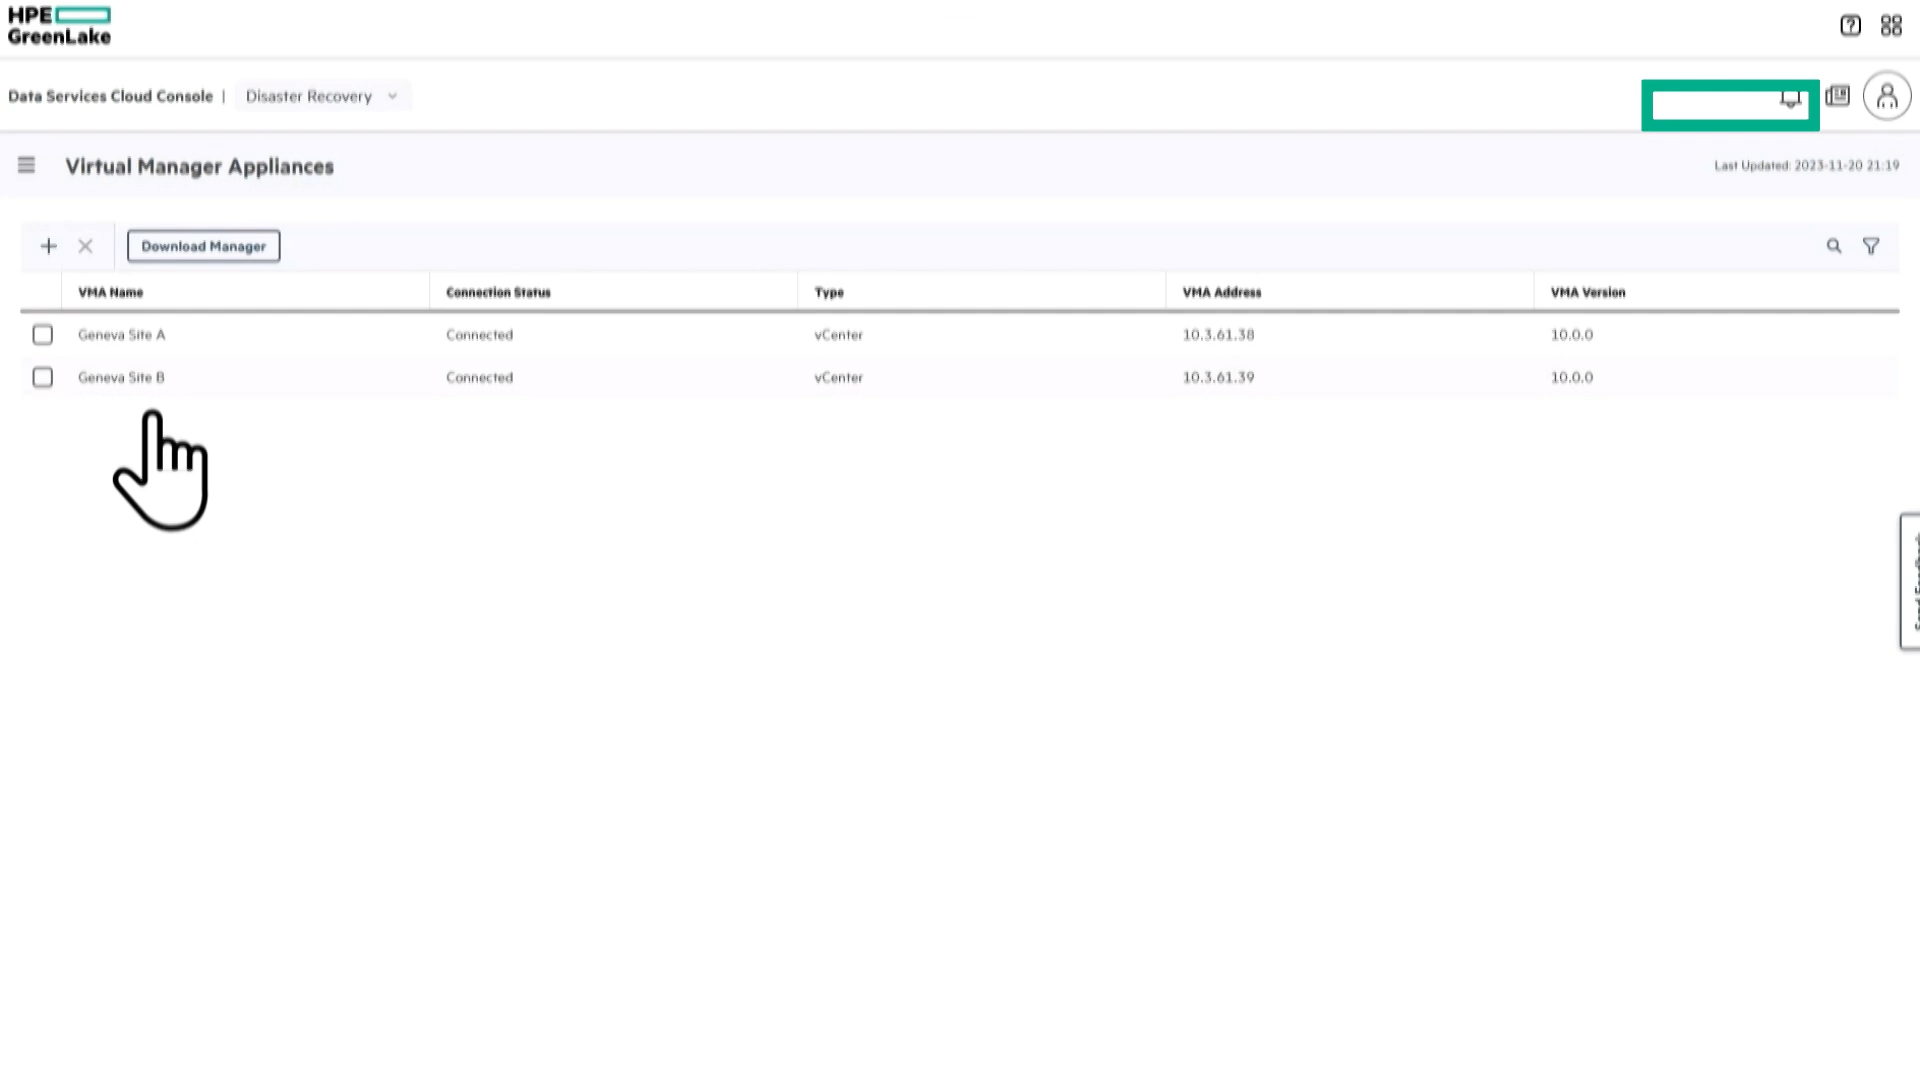 HPE
GreenLake
Data Services Cloud Console | Disaster Recovery
Virtual Manager Appliances
Last Updated: 2023-11-20 21:19
Download Manager
VMA Name Connection Status Type VMA Address VMA Version
Geneva Site A Connected vCenter 10.3.61.38 10.0.0
Geneva Site B Connected vCenter 10.3.61.39 10.0.0